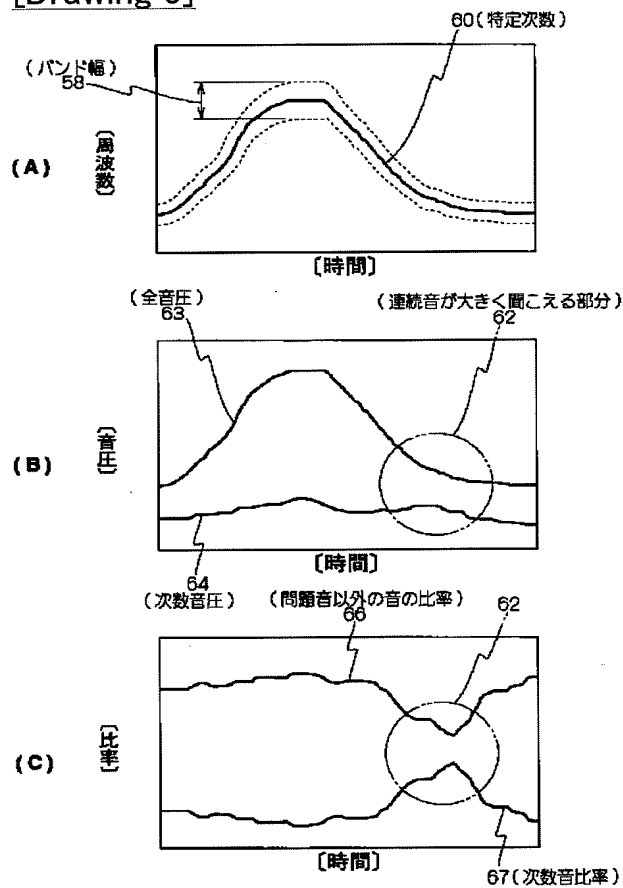 60(特定次数)
(バンド幅)
58
(A)
[周波数]
[時間]
(全音圧)
63
(連続音が大きく聞こえる部分)
62
(B)
[音圧]
[時間]
64
(次数音圧)
(問題音以外の音の比率)
66
62
(C)
[比率]
[時間]
67(次数音比率)